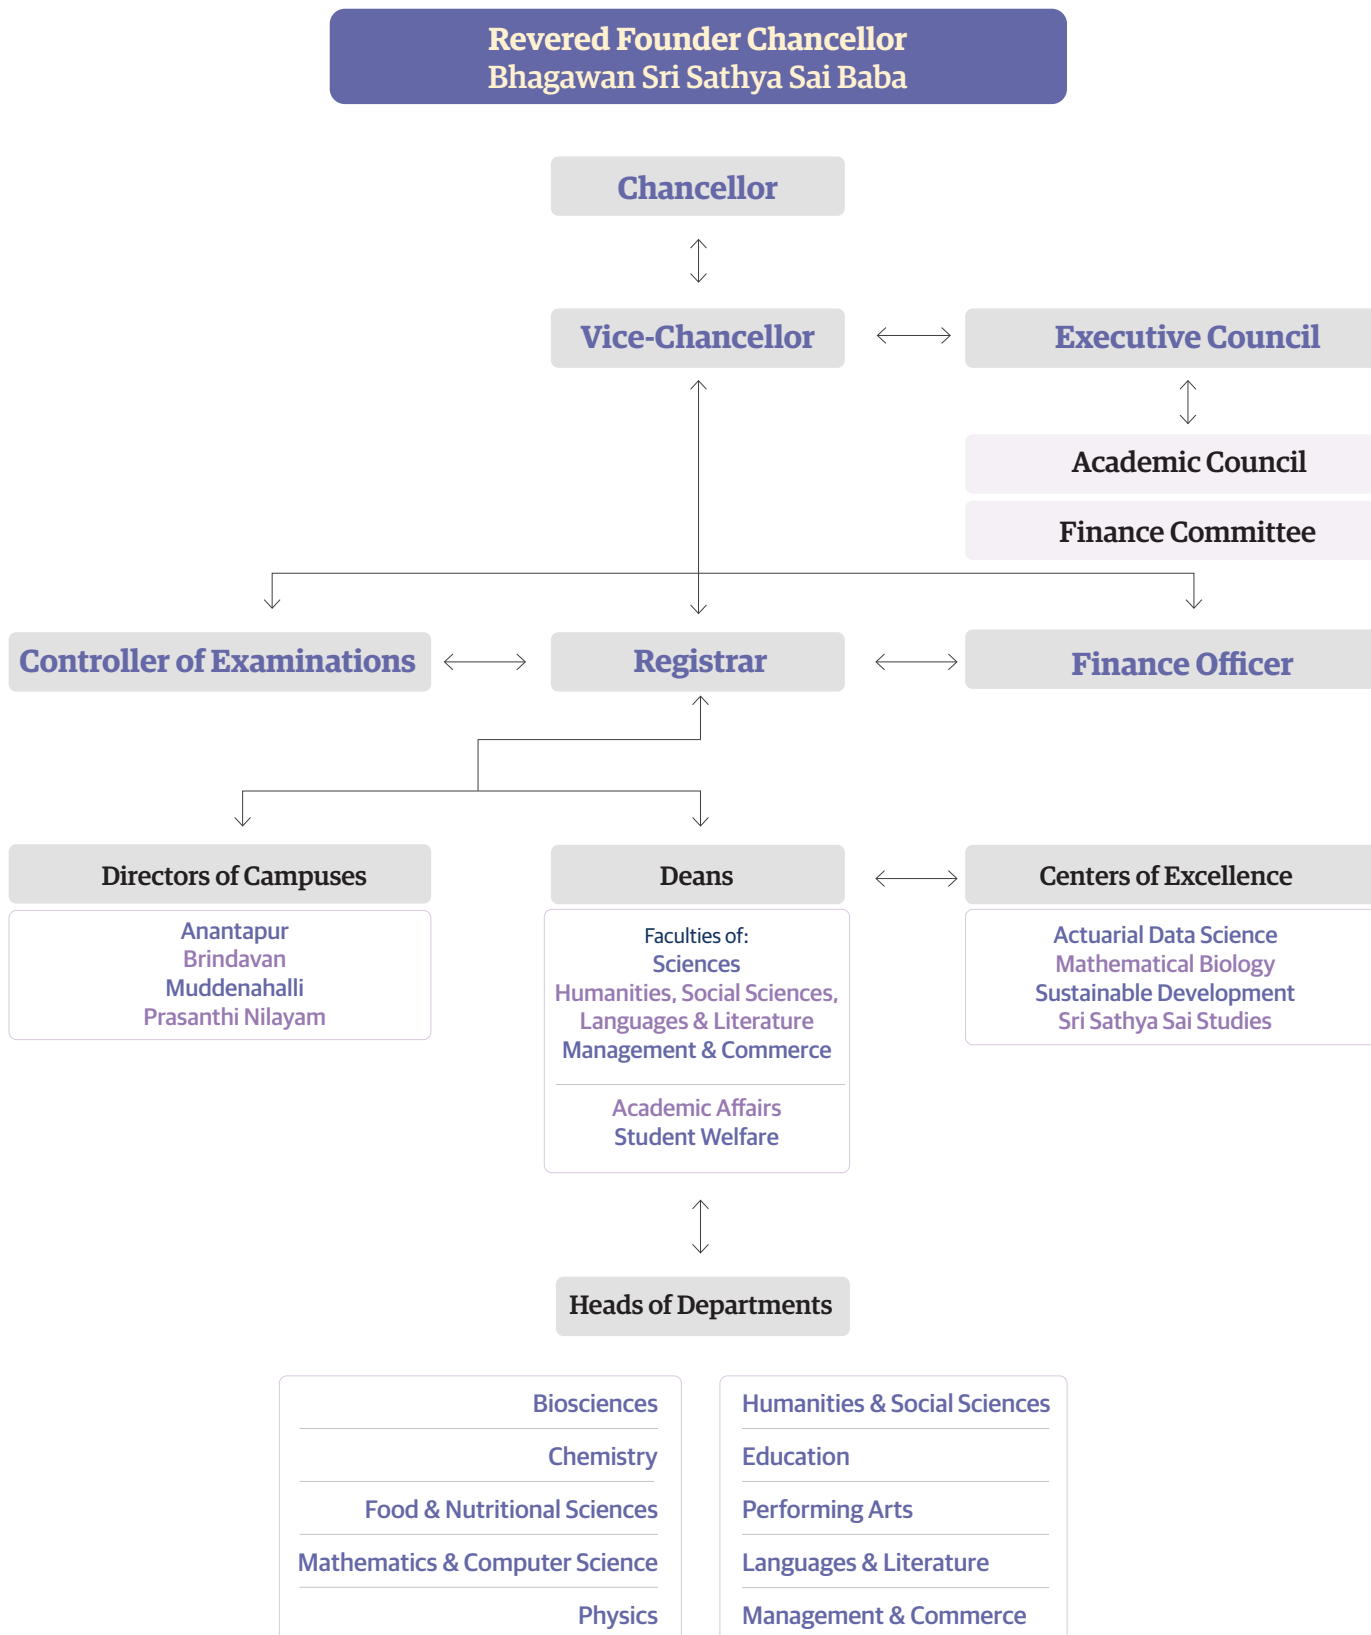 Revered Founder Chancellor
Bhagawan Sri Sathya Sai Baba
Chancellor
Vice-Chancellor
Executive Council
Academic Council
Finance Committee
Controller of Examinations
Registrar
Finance Officer
Directors of Campuses
Anantapur
Brindavan
Muddenahalli
Prasanthi Nilayam
Deans
Faculties of:
Sciences
Humanities, Social Sciences,
Languages & Literature
Management & Commerce
Academic Affairs
Student Welfare
Centers of Excellence
Actuarial Data Science
Mathematical Biology
Sustainable Development
Sri Sathya Sai Studies
Heads of Departments
Biosciences
Chemistry
Food & Nutritional Sciences
Mathematics & Computer Science
Physics
Humanities & Social Sciences
Education
Performing Arts
Languages & Literature
Management & Commerce